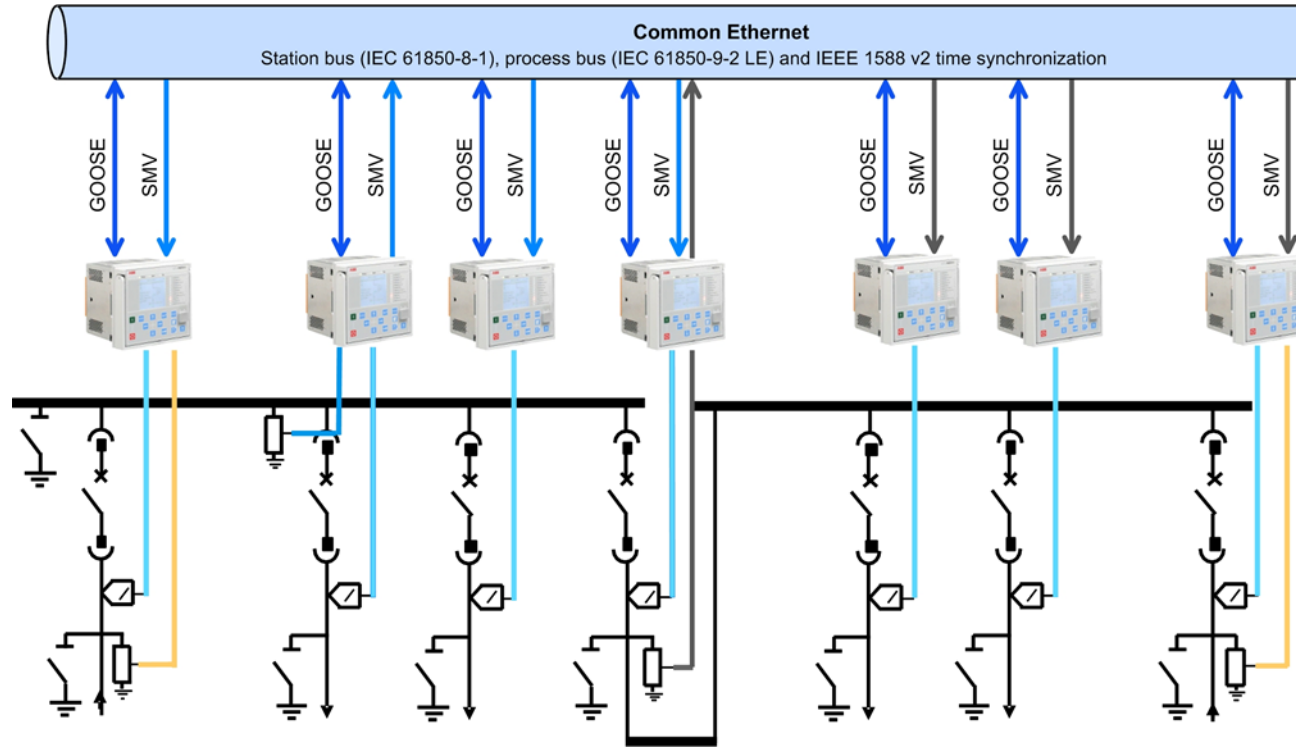 Common Ethernet
Station bus (IEC 61850-8-1), process bus (IEC 61850-9-2 LE) and IEEE 1588 v2 time synchronization
GOOSE
SMV
GOOSE
SMV
GOOSE
SMV
GOOSE
SMV
GOOSE
SMV
GOOSE
SMV
GOOSE
SMV